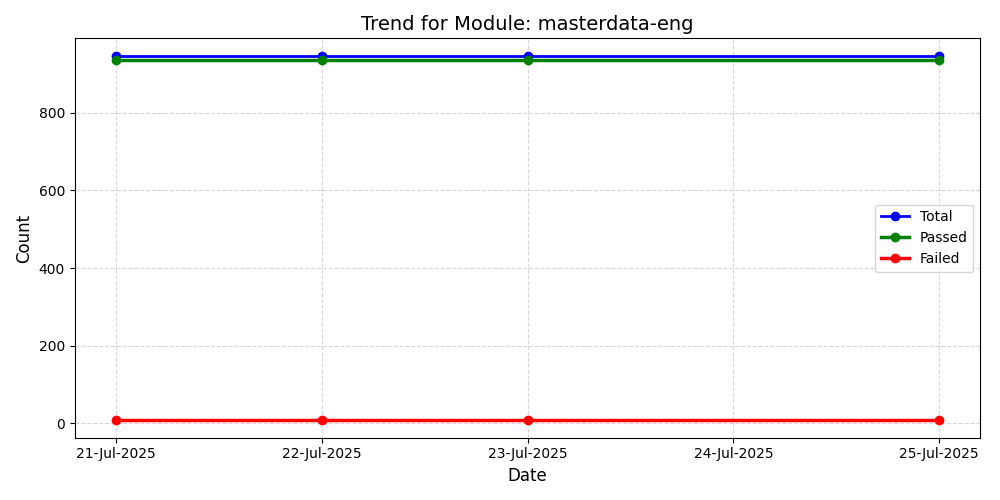 Trend for Module: masterdata-eng
Count
800
600
400
200
0
Total
Passed
Failed
21-Jul-2025
22-Jul-2025
23-Jul-2025
24-Jul-2025
25-Jul-2025
Date